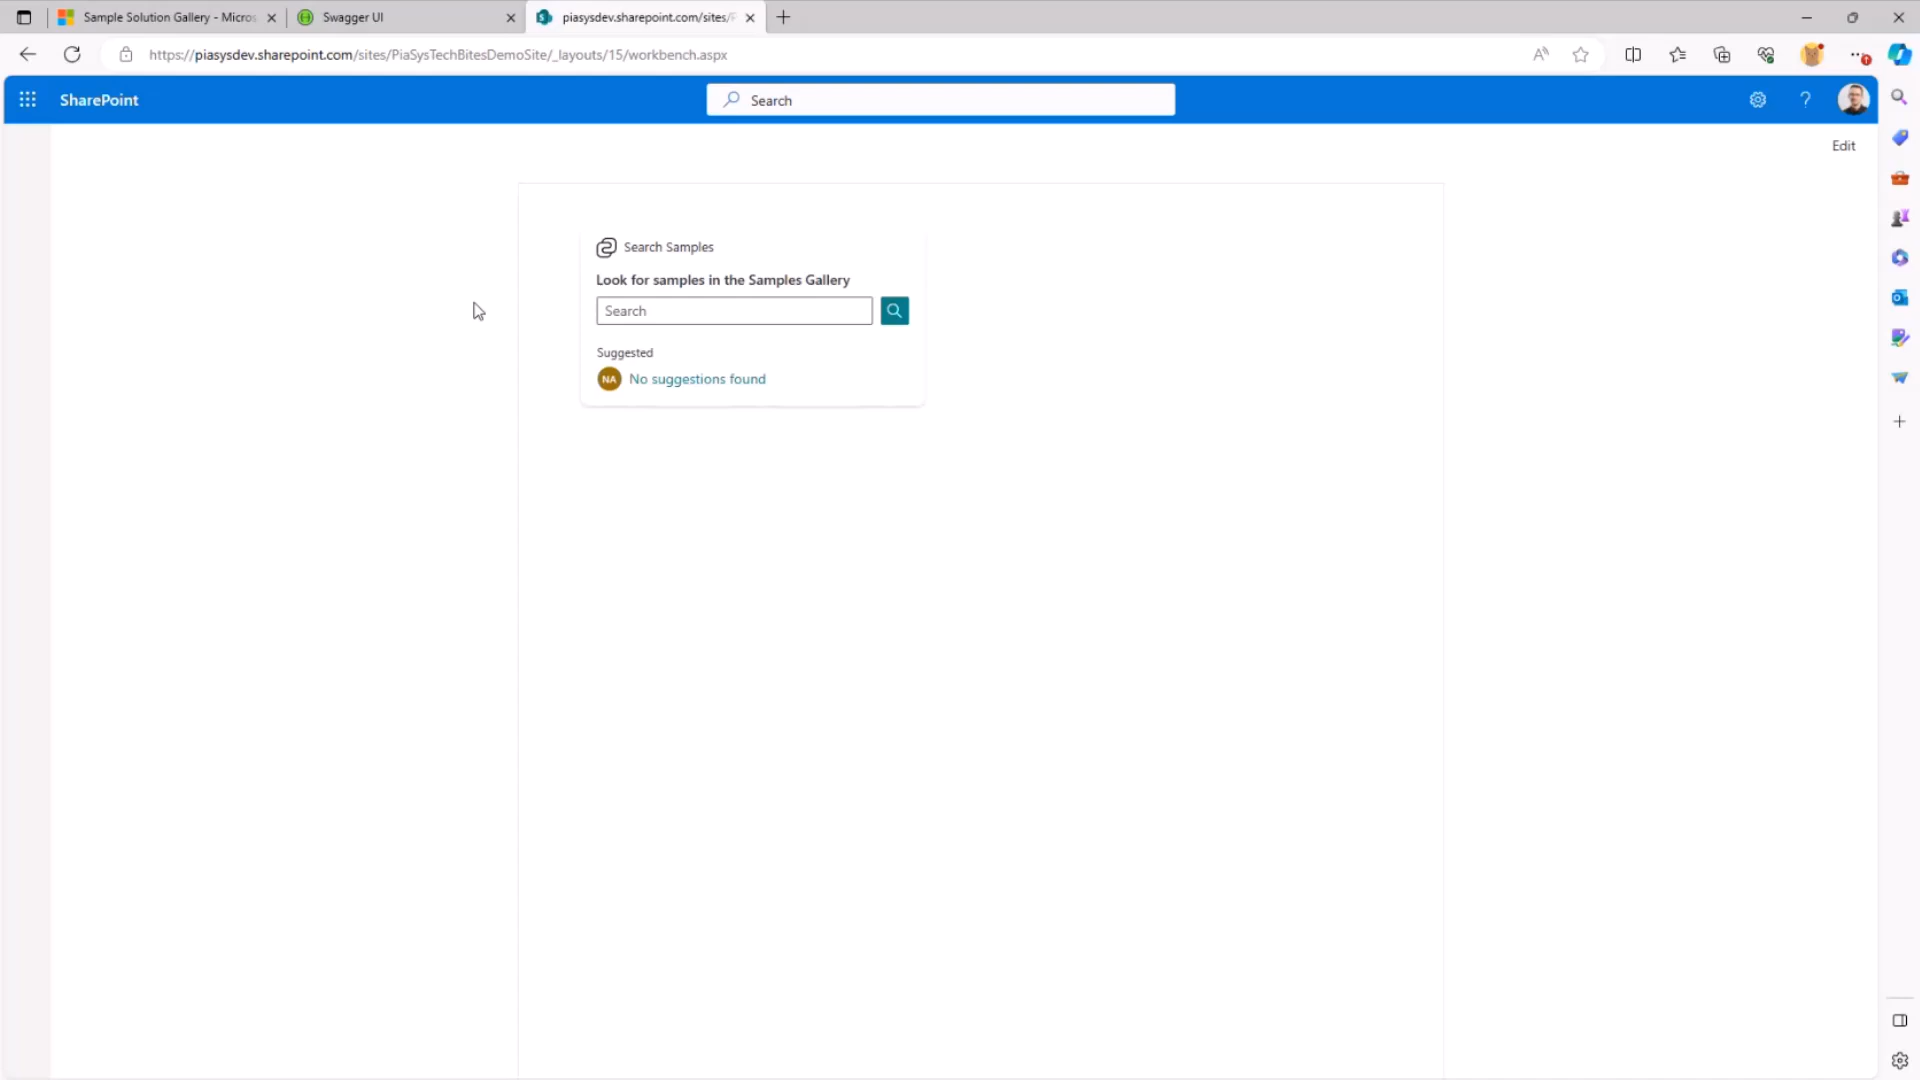 Sample Solution Gallery - Micros
Swagger UI
piasysdev.sharepoint.com/sites/P
https://piasysdev.sharepoint.com/sites/PiaSysTechBitesDemoSite/_layouts/15/workbench.aspx
SharePoint
Search
Edit
Search Samples
Look for samples in the Samples Gallery
Search
Suggested
NA No suggestions found